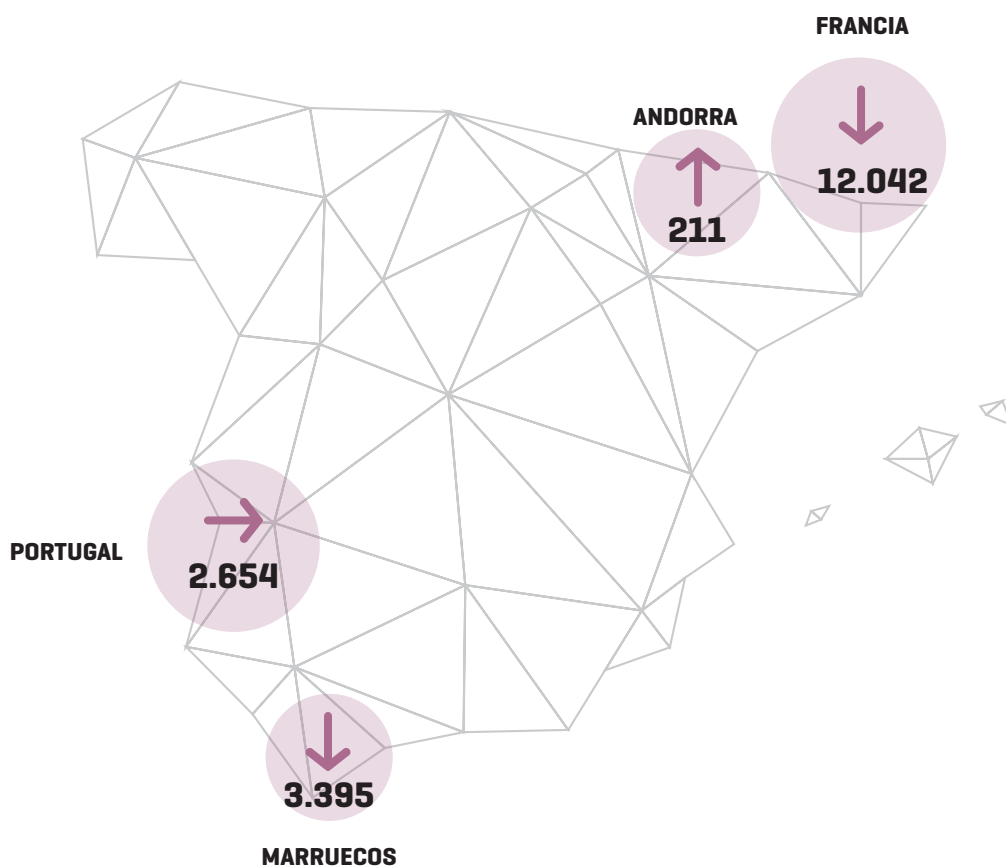 FRANCIA
12.042
ANDORRA
211
PORTUGAL
2.654
3.395
MARRUECOS